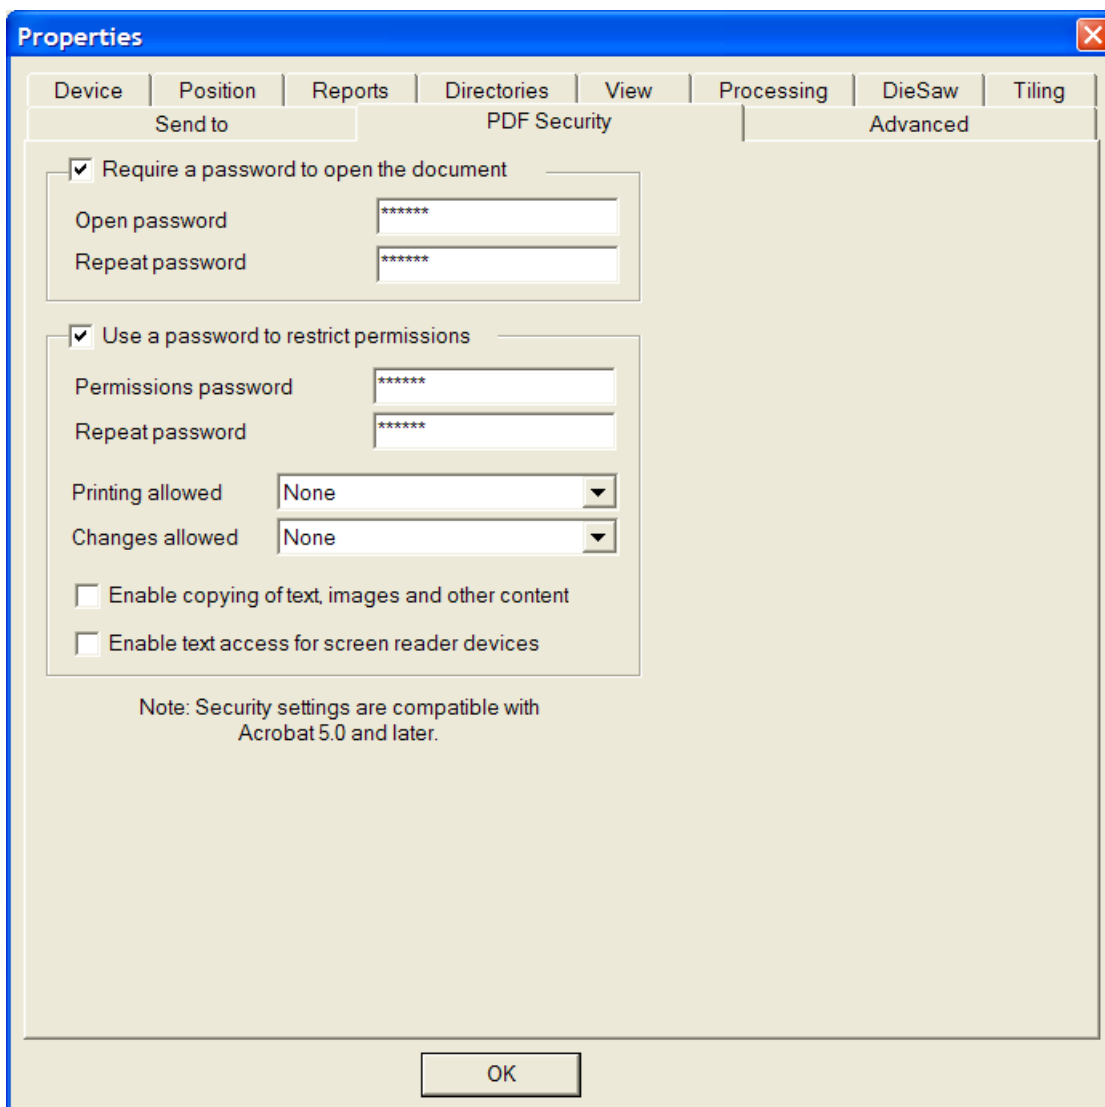 Properties
Device Position Reports Directories View Processing DieSaw Tiling
Send to PDF Security Advanced
Require a password to open the document
Open password ******
Repeat password ******
Use a password to restrict permissions
Permissions password ******
Repeat password ******
Printing allowed None
Changes allowed None
Enable copying of text, images and other content
Enable text access for screen reader devices
Note: Security settings are compatible with
Acrobat 5.0 and later.
OK